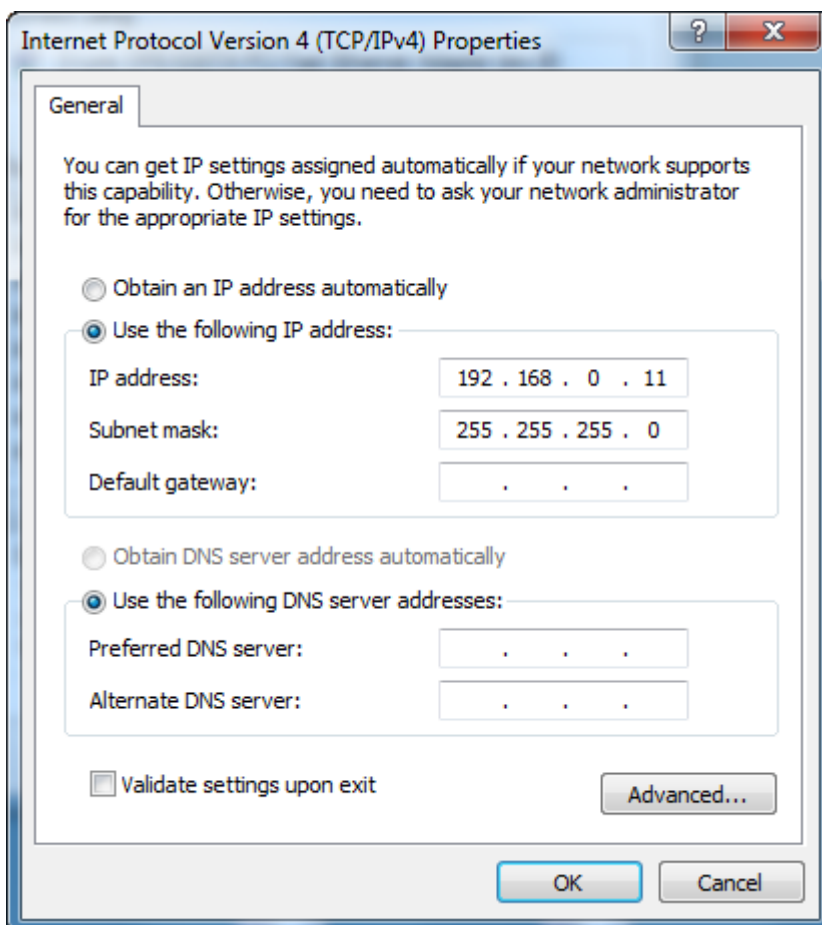 Internet Protocol Version 4 (TCP/IPv4) Properties
?
General
You can get IP settings assigned automatically if your network supports
this capability. Otherwise, you need to ask your network administrator
for the appropriate IP settings.
Obtain an IP address automatically
Use the following IP address:
IP address: 192 . 168 . 0 . 11
Subnet mask: 255 . 255 . 255 . 0
Default gateway: . . .
Obtain DNS server address automatically
Use the following DNS server addresses:
Preferred DNS server: . . .
Alternate DNS server: . . .
Validate settings upon exit
Advanced...
OK Cancel